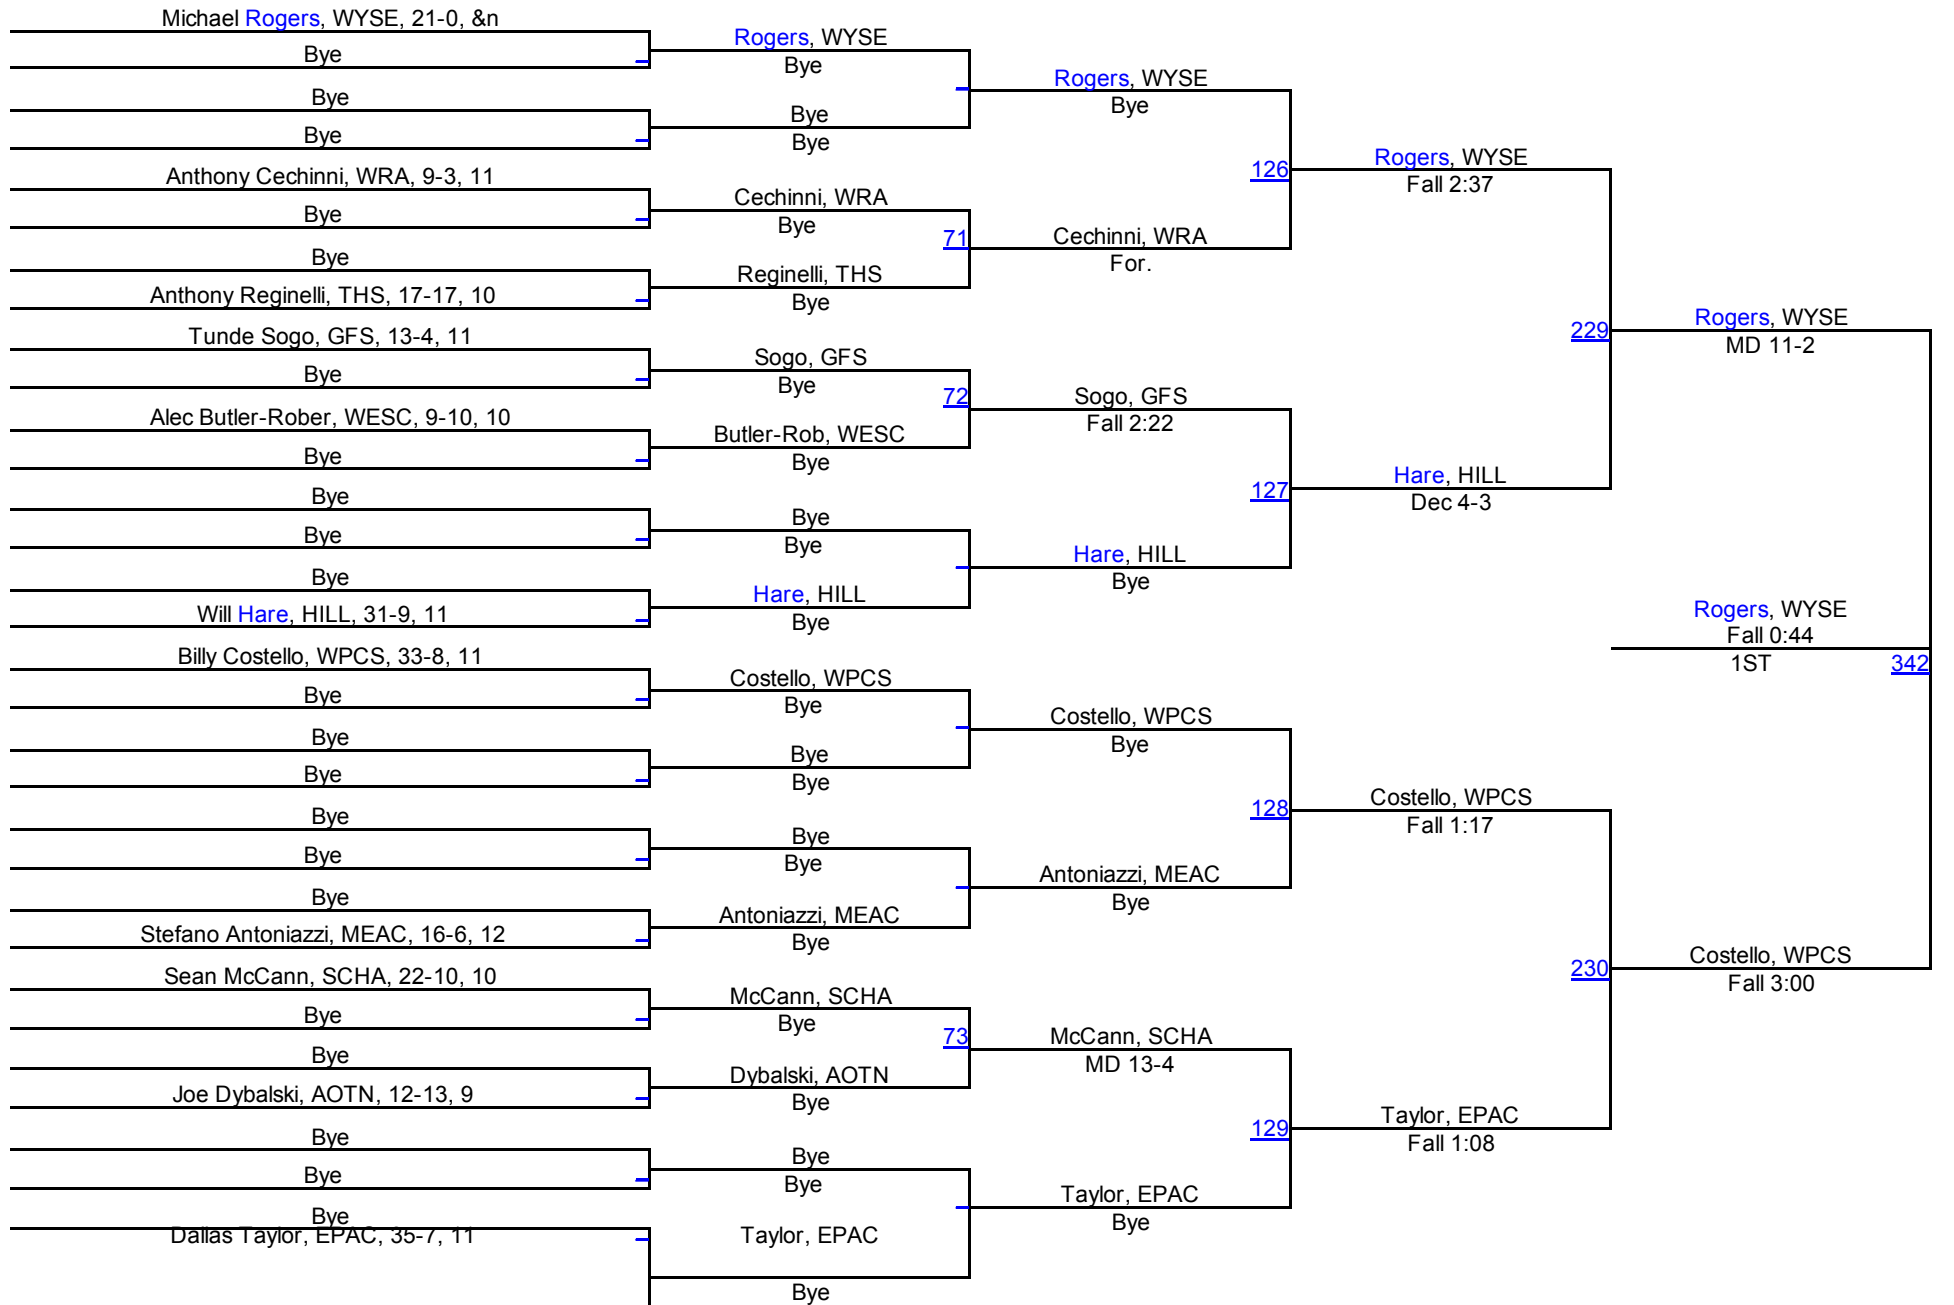 Michael Rogers, WYSE, 21-0, &n
Bye
Bye
Bye
Anthony Cechinni, WRA, 9-3, 11
Bye
Bye
Anthony Reginelli, THS, 17-17, 10
Tunde Sogo, GFS, 13-4, 11
Bye
Alec Butler-Rober, WESC, 9-10, 10
Bye
Bye
Bye
Bye
Will Hare, HILL, 31-9, 11
Billy Costello, WPCS, 33-8, 11
Bye
Bye
Bye
Bye
Bye
Bye
Stefano Antoniazzi, MEAC, 16-6, 12
Sean McCann, SCHA, 22-10, 10
Bye
Bye
Joe Dybalski, AOTN, 12-13, 9
Bye
Bye
Bye
Dallas Taylor, EPAC, 35-7, 11
Rogers, WYSE
Bye
Bye
Bye
Cechinni, WRA
Bye
71
Reginelli, THS
Bye
Sogo, GFS
Bye
72
Butler-Rob, WESC
Bye
Bye
Bye
Hare, HILL
Bye
Costello, WPCS
Bye
Bye
Bye
Bye
Bye
Antoniazzi, MEAC
Bye
McCann, SCHA
Bye
73
Dybalski, AOTN
Bye
Bye
Bye
Taylor, EPAC
Bye
Rogers, WYSE
Bye
126
Cechinni, WRA
For.
Sogo, GFS
Fall 2:22
127
Hare, HILL
Bye
Costello, WPCS
Bye
128
Antoniazzi, MEAC
Bye
McCann, SCHA
MD 13-4
129
Taylor, EPAC
Bye
Rogers, WYSE
Fall 2:37
229
Hare, HILL
Dec 4-3
Costello, WPCS
Fall 1:17
230
Taylor, EPAC
Fall 1:08
Rogers, WYSE
MD 11-2
Rogers, WYSE
Fall 0:44
1ST
342
Costello, WPCS
Fall 3:00